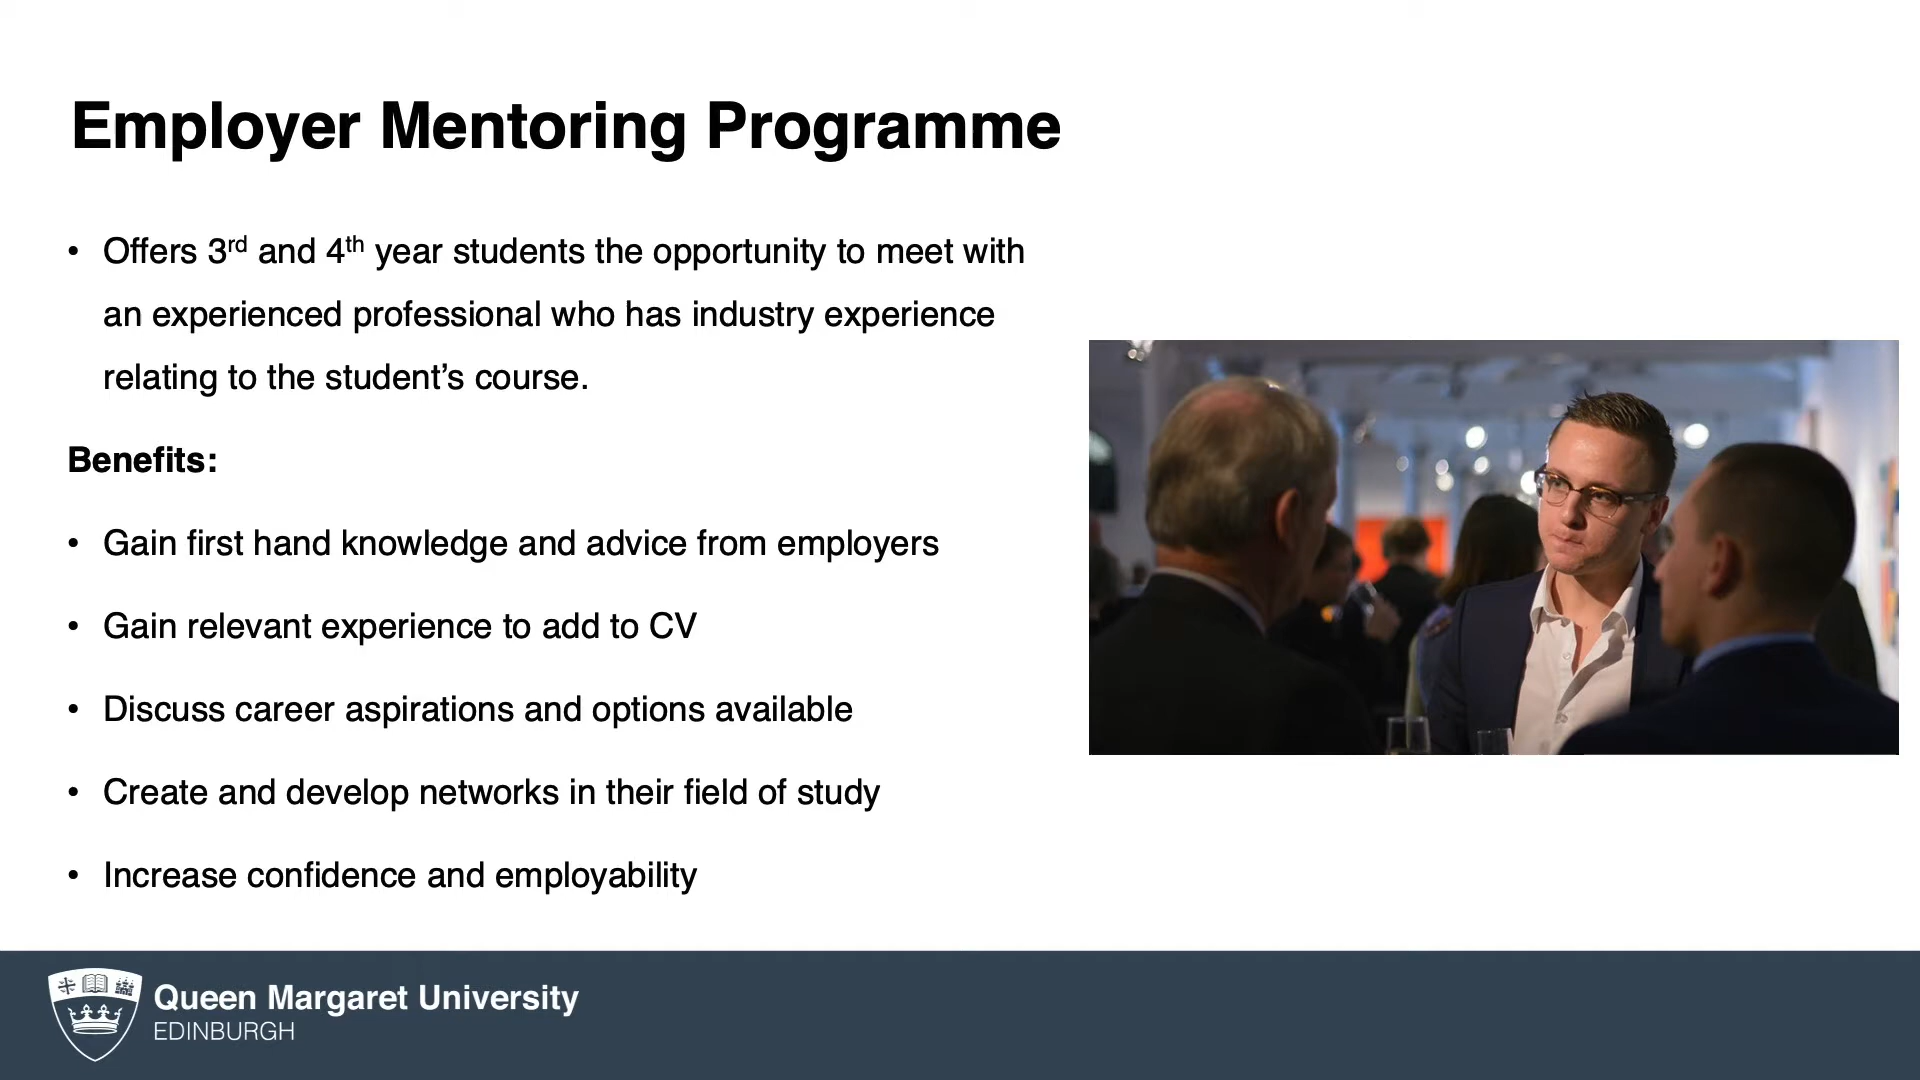 Employer Mentoring Programme
• Offers 3rd and 4th year students the opportunity to meet with
an experienced professional who has industry experience
relating to the student’s course.
Benefits:
• Gain first hand knowledge and advice from employers
• Gain relevant experience to add to CV
• Discuss career aspirations and options available
• Create and develop networks in their field of study
• Increase confidence and employability
Queen Margaret University
EDINBURGH